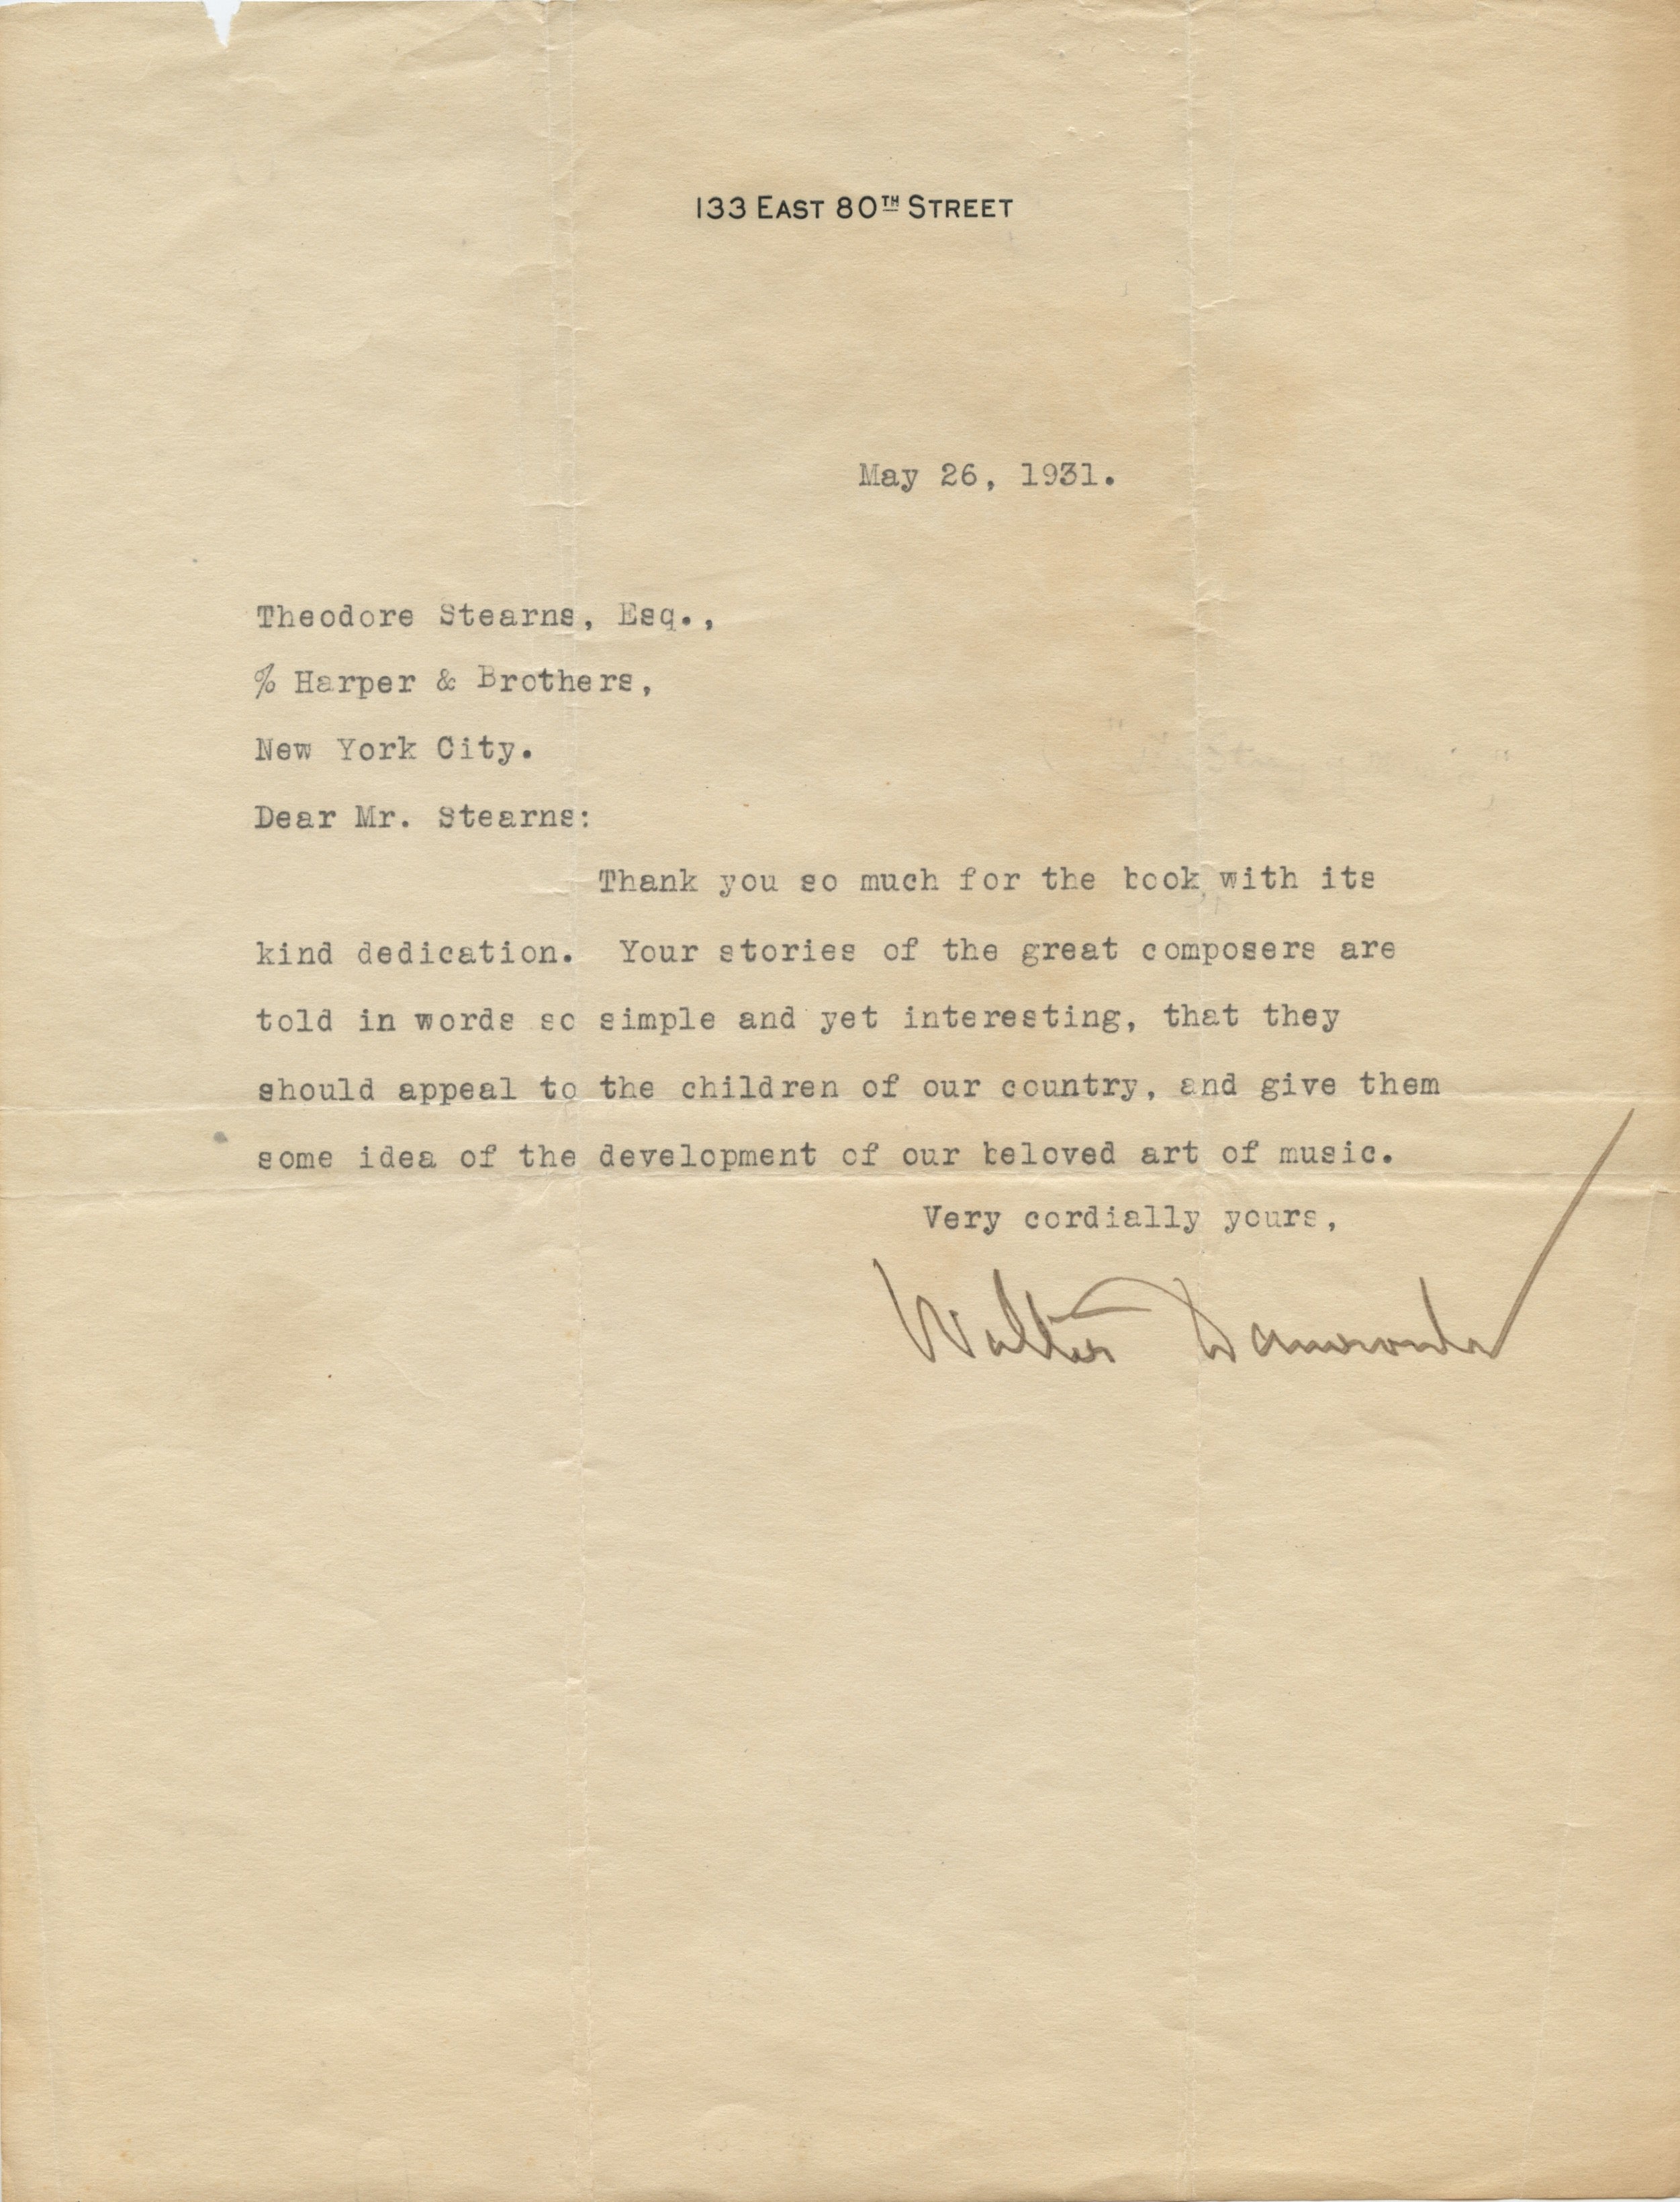 133 EAST 80TH STREET
May 26, 1931.
Theodore Stearns, Esq.,
% Harper & Brothers,
New York City.
Dear Mr. Stearns:
Thank you so much for the book, with its
kind dedication. Your stories of the great composers are
told in words so simple and yet interesting, that they
should appeal to the children of our country, and give them
some idea of the development of our beloved art of music.
Very cordially yours,
Walter Damrosch